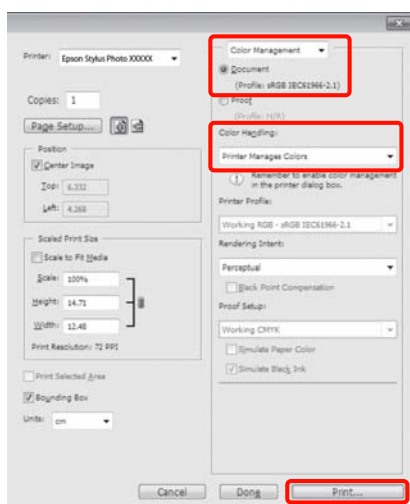 Printer: Epson Stylus Photo XXXXX
Copies: 1
Page Setup...
Position
Center Image
Top: 6.332
Left: 4.268
Scaled Print Size
Scale to Fit Media
Scale: 100%
Height: 14.71
Width: 12.48
Print Resolution: 72 PPI
Print Selected Area
Bounding Box
Units: cm
Color Management
Document
(Profile: sRGB IEC61966-2.1)
Proof
(Profile: N/A)
Color Handling:
Printer Manages Colors
Remember to enable color management
in the printer dialog box.
Printer Profile:
Working RGB - sRGB IEC61966-2.1
Rendering Intent:
Perceptual
Black Point Compensation
Proof Setup:
Working CMYK
Simulate Paper Color
Simulate Black Ink
Cancel
Done
Print...